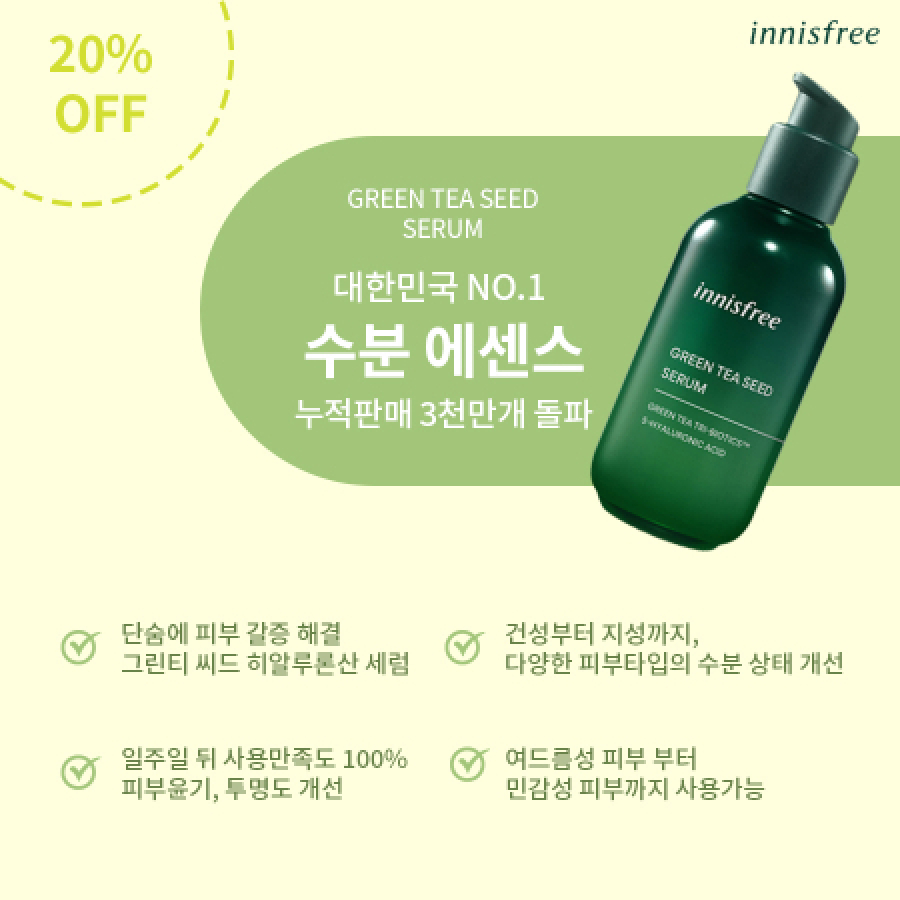 20%
OFF
innisfree
GREEN TEA SEED
SERUM
대한민국 NO.1
수분 에센스
누적판매 3천만개 돌파
innisfree
GREEN TEA SEED
SERUM
GREEN TEA TRI-BIOTICS™
5-HYALURONIC ACID
단숨에 피부 갈증 해결
그린티 씨드 히알루론산 세럼
건성부터 지성까지,
다양한 피부타입의 수분 상태 개선
일주일 뒤 사용만족도 100%
피부윤기, 투명도 개선
여드름성 피부 부터
민감성 피부까지 사용가능